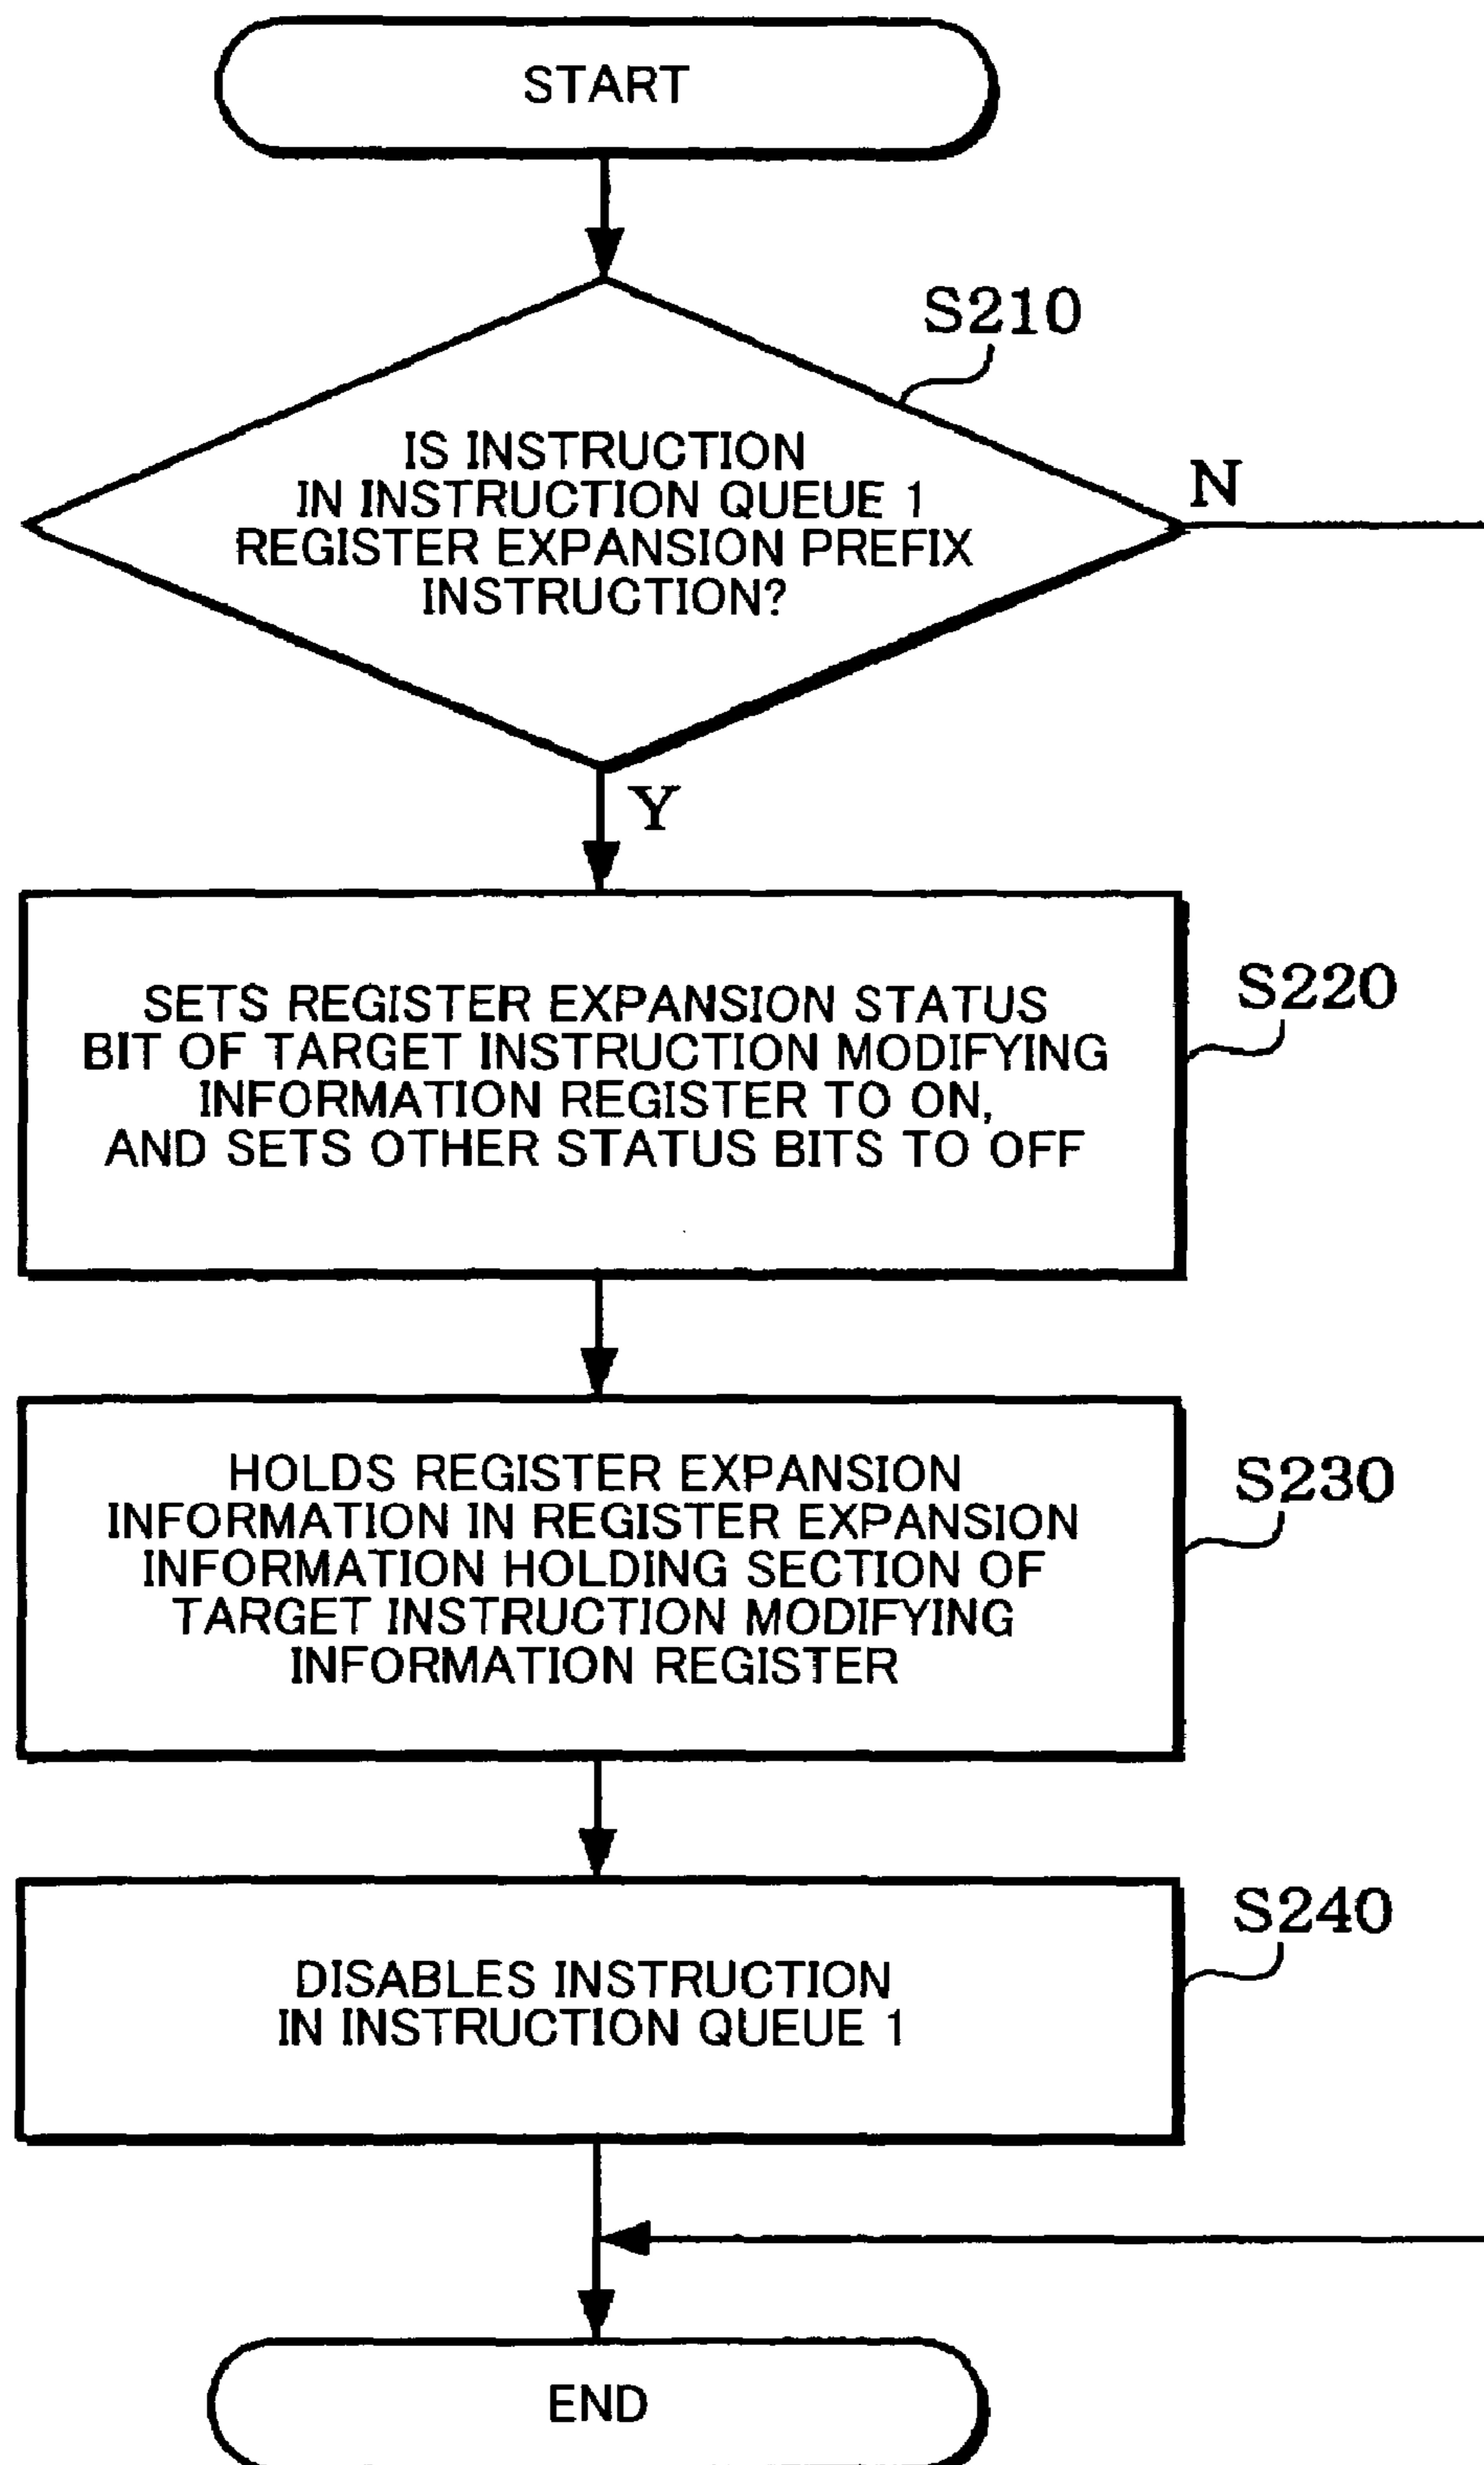 START
S210
IS INSTRUCTION
IN INSTRUCTION QUEUE 1
REGISTER EXPANSION PREFIX
INSTRUCTION?
N
Y
S220
SETS REGISTER EXPANSION STATUS
BIT OF TARGET INSTRUCTION MODIFYING
INFORMATION REGISTER TO ON,
AND SETS OTHER STATUS BITS TO OFF
S230
HOLDS REGISTER EXPANSION
INFORMATION IN REGISTER EXPANSION
INFORMATION HOLDING SECTION OF
TARGET INSTRUCTION MODIFYING
INFORMATION REGISTER
S240
DISABLES INSTRUCTION
IN INSTRUCTION QUEUE 1
END